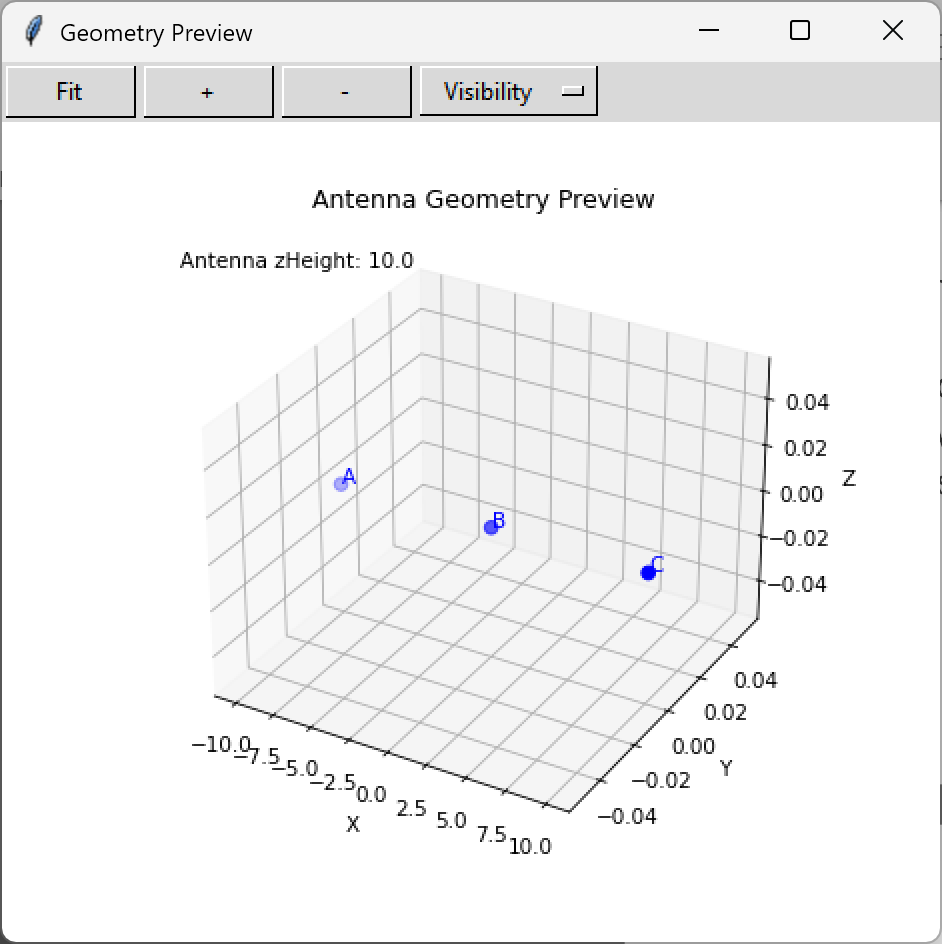 Geometry Preview
Fit + - Visibility
Antenna Geometry Preview
Antenna zHeight: 10.0
A
B
C
0.04
0.02
0.00
−0.02
−0.04
Z
0.04
0.02
0.00
−0.02
−0.04
Y
−10.0
−7.5
−5.0
−2.5
0.0
2.5
5.0
7.5
10.0
X